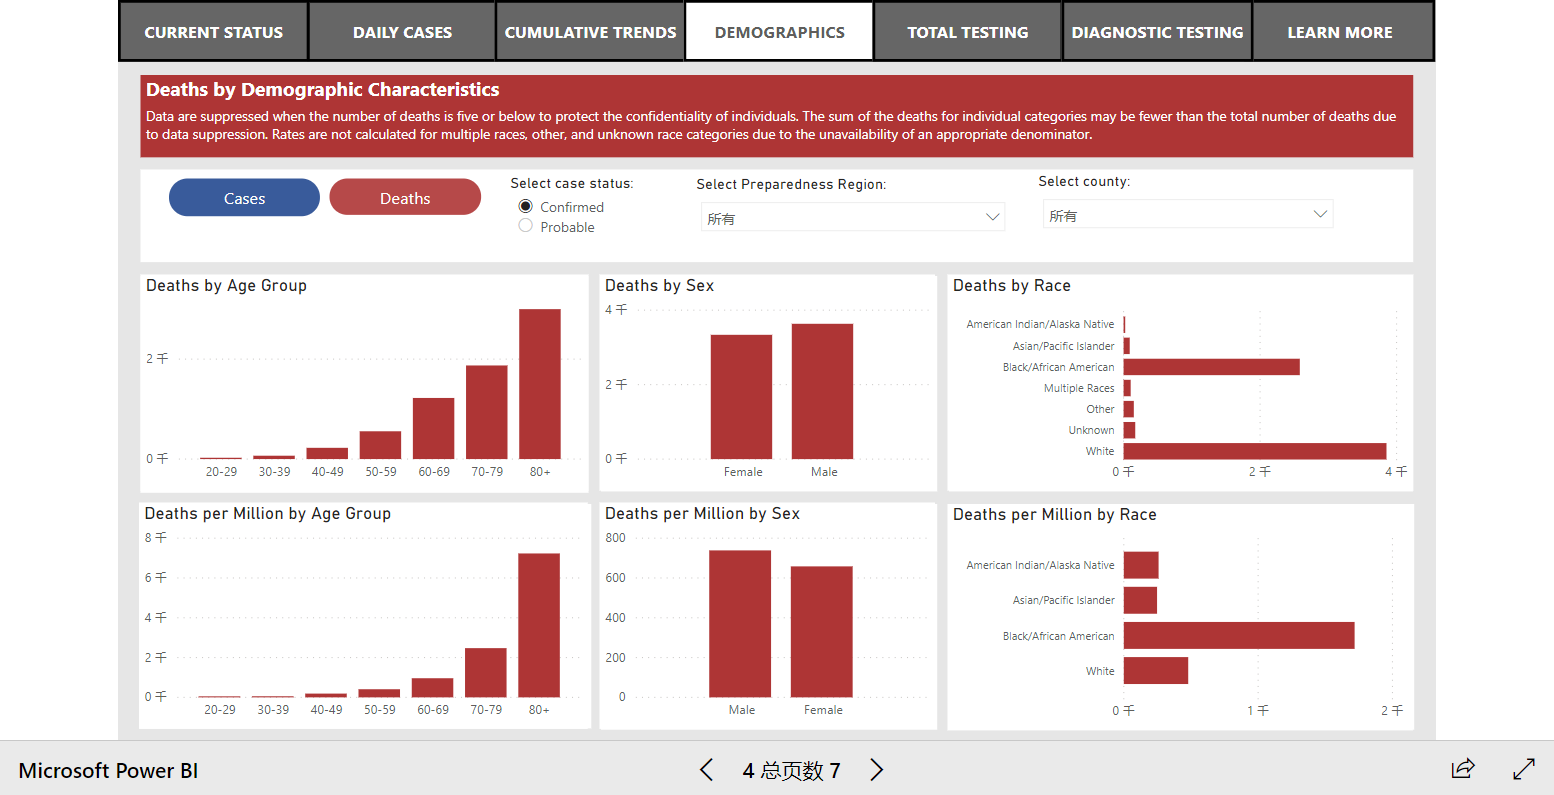 CURRENT STATUS
DAILY CASES
CUMULATIVE TRENDS
DEMOGRAPHICS
TOTAL TESTING
DIAGNOSTIC TESTING
LEARN MORE
Deaths by Demographic Characteristics
Data are suppressed when the number of deaths is five or below to protect the confidentiality of individuals. The sum of the deaths for individual categories may be fewer than the total number of deaths due
to data suppression. Rates are not calculated for multiple races, other, and unknown race categories due to the unavailability of an appropriate denominator.
Cases
Deaths
Select case status:
Confirmed
Probable
Select Preparedness Region:
所有
Select county:
所有
Deaths by Age Group
2 千
0 千
20-29
30-39
40-49
50-59
60-69
70-79
80+
Deaths by Sex
4 千
2 千
0 千
Female
Male
Deaths by Race
American Indian/Alaska Native
Asian/Pacific Islander
Black/African American
Multiple Races
Other
Unknown
White
0 千
2 千
4 千
Deaths per Million by Age Group
8 千
6 千
4 千
2 千
0 千
20-29
30-39
40-49
50-59
60-69
70-79
80+
Deaths per Million by Sex
800
600
400
200
0
Male
Female
Deaths per Million by Race
American Indian/Alaska Native
Asian/Pacific Islander
Black/African American
White
0 千
1 千
2 千
Microsoft Power BI
4 总页数 7